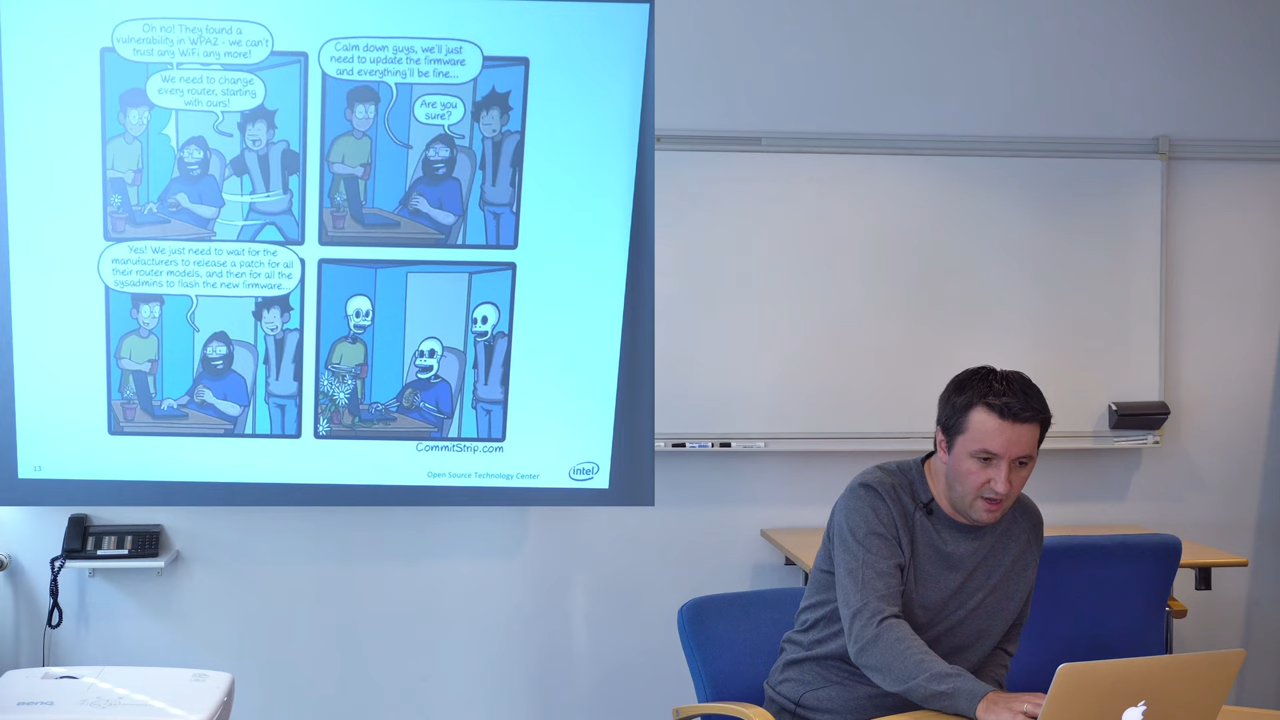 Oh no! They found a
vulnerability in WPA2 - we can't
trust any WiFi any more!
We need to change
every router, starting
with ours!
Calm down guys, we'll just
need to update the firmware
and everything'll be fine...
Are you
sure?
Yes! We just need to wait for the
manufacturers to release a patch for all
their router models, and then for all the
sysadmins to flash the new firmware...
CommitStrip.com
13
Open Source Technology Center
intel
BenQ